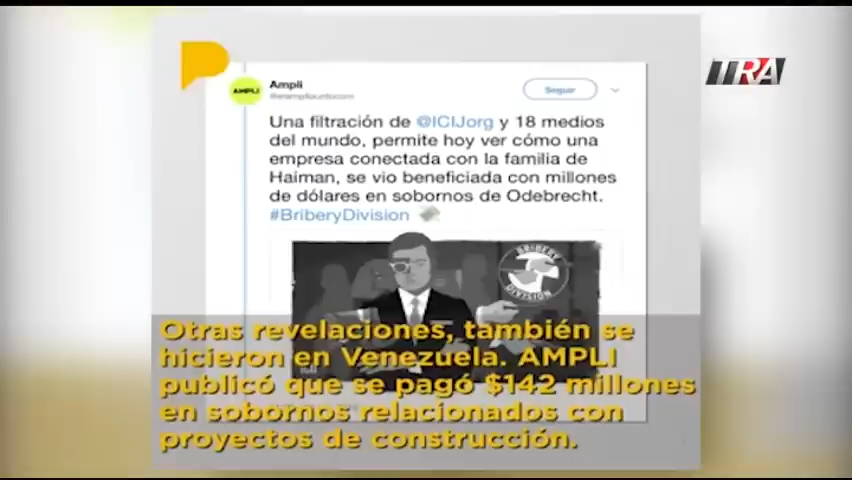 TRA
AMPLI
Ampli
Seguir
Una filtración de @ICIJorg y 18 medios
del mundo, permite hoy ver cómo una
empresa conectada con la familia de
Haiman, se vio beneficiada con millones
de dólares en sobornos de Odebrecht.
#BriberyDivision
BRIBERY
DIVISION
Otras revelaciones, también se
hicieron en Venezuela. AMPLI
publicó que se pagó $142 millones
en sobornos relacionados con
proyectos de construcción.